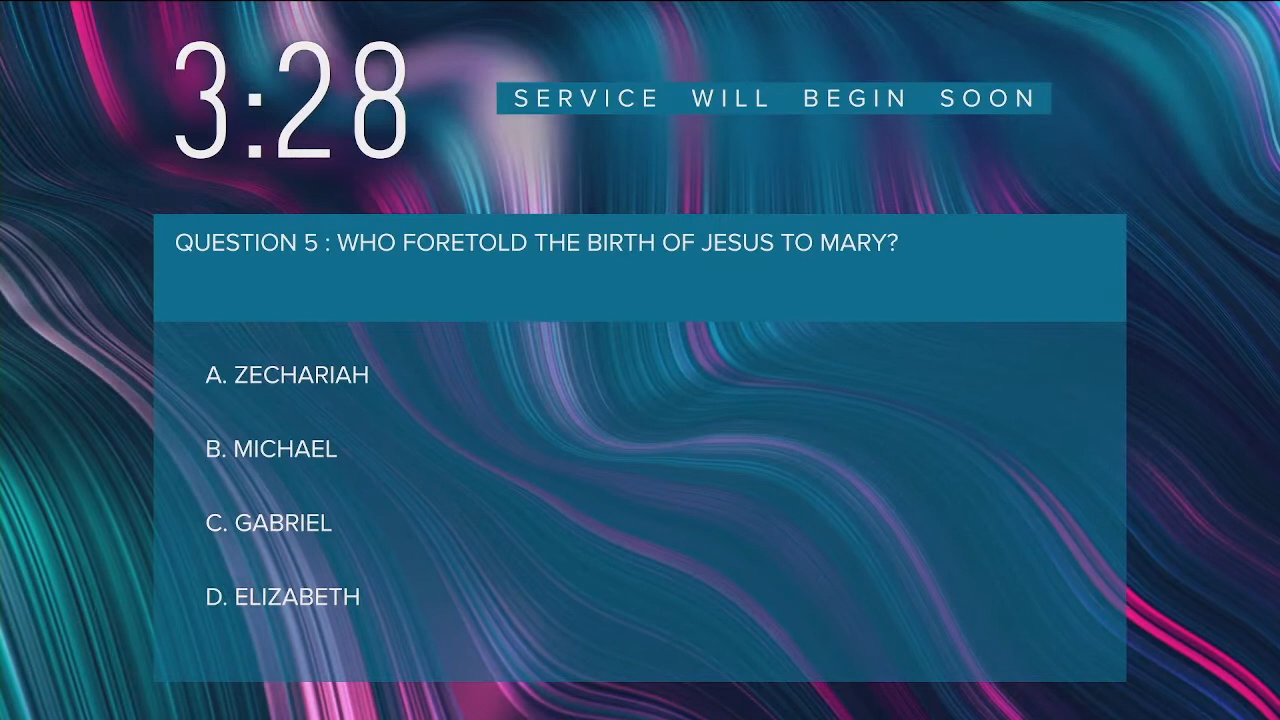 3:28
SERVICE WILL BEGIN SOON
QUESTION 5 : WHO FORETOLD THE BIRTH OF JESUS TO MARY?
A. ZECHARIAH
B. MICHAEL
C. GABRIEL
D. ELIZABETH